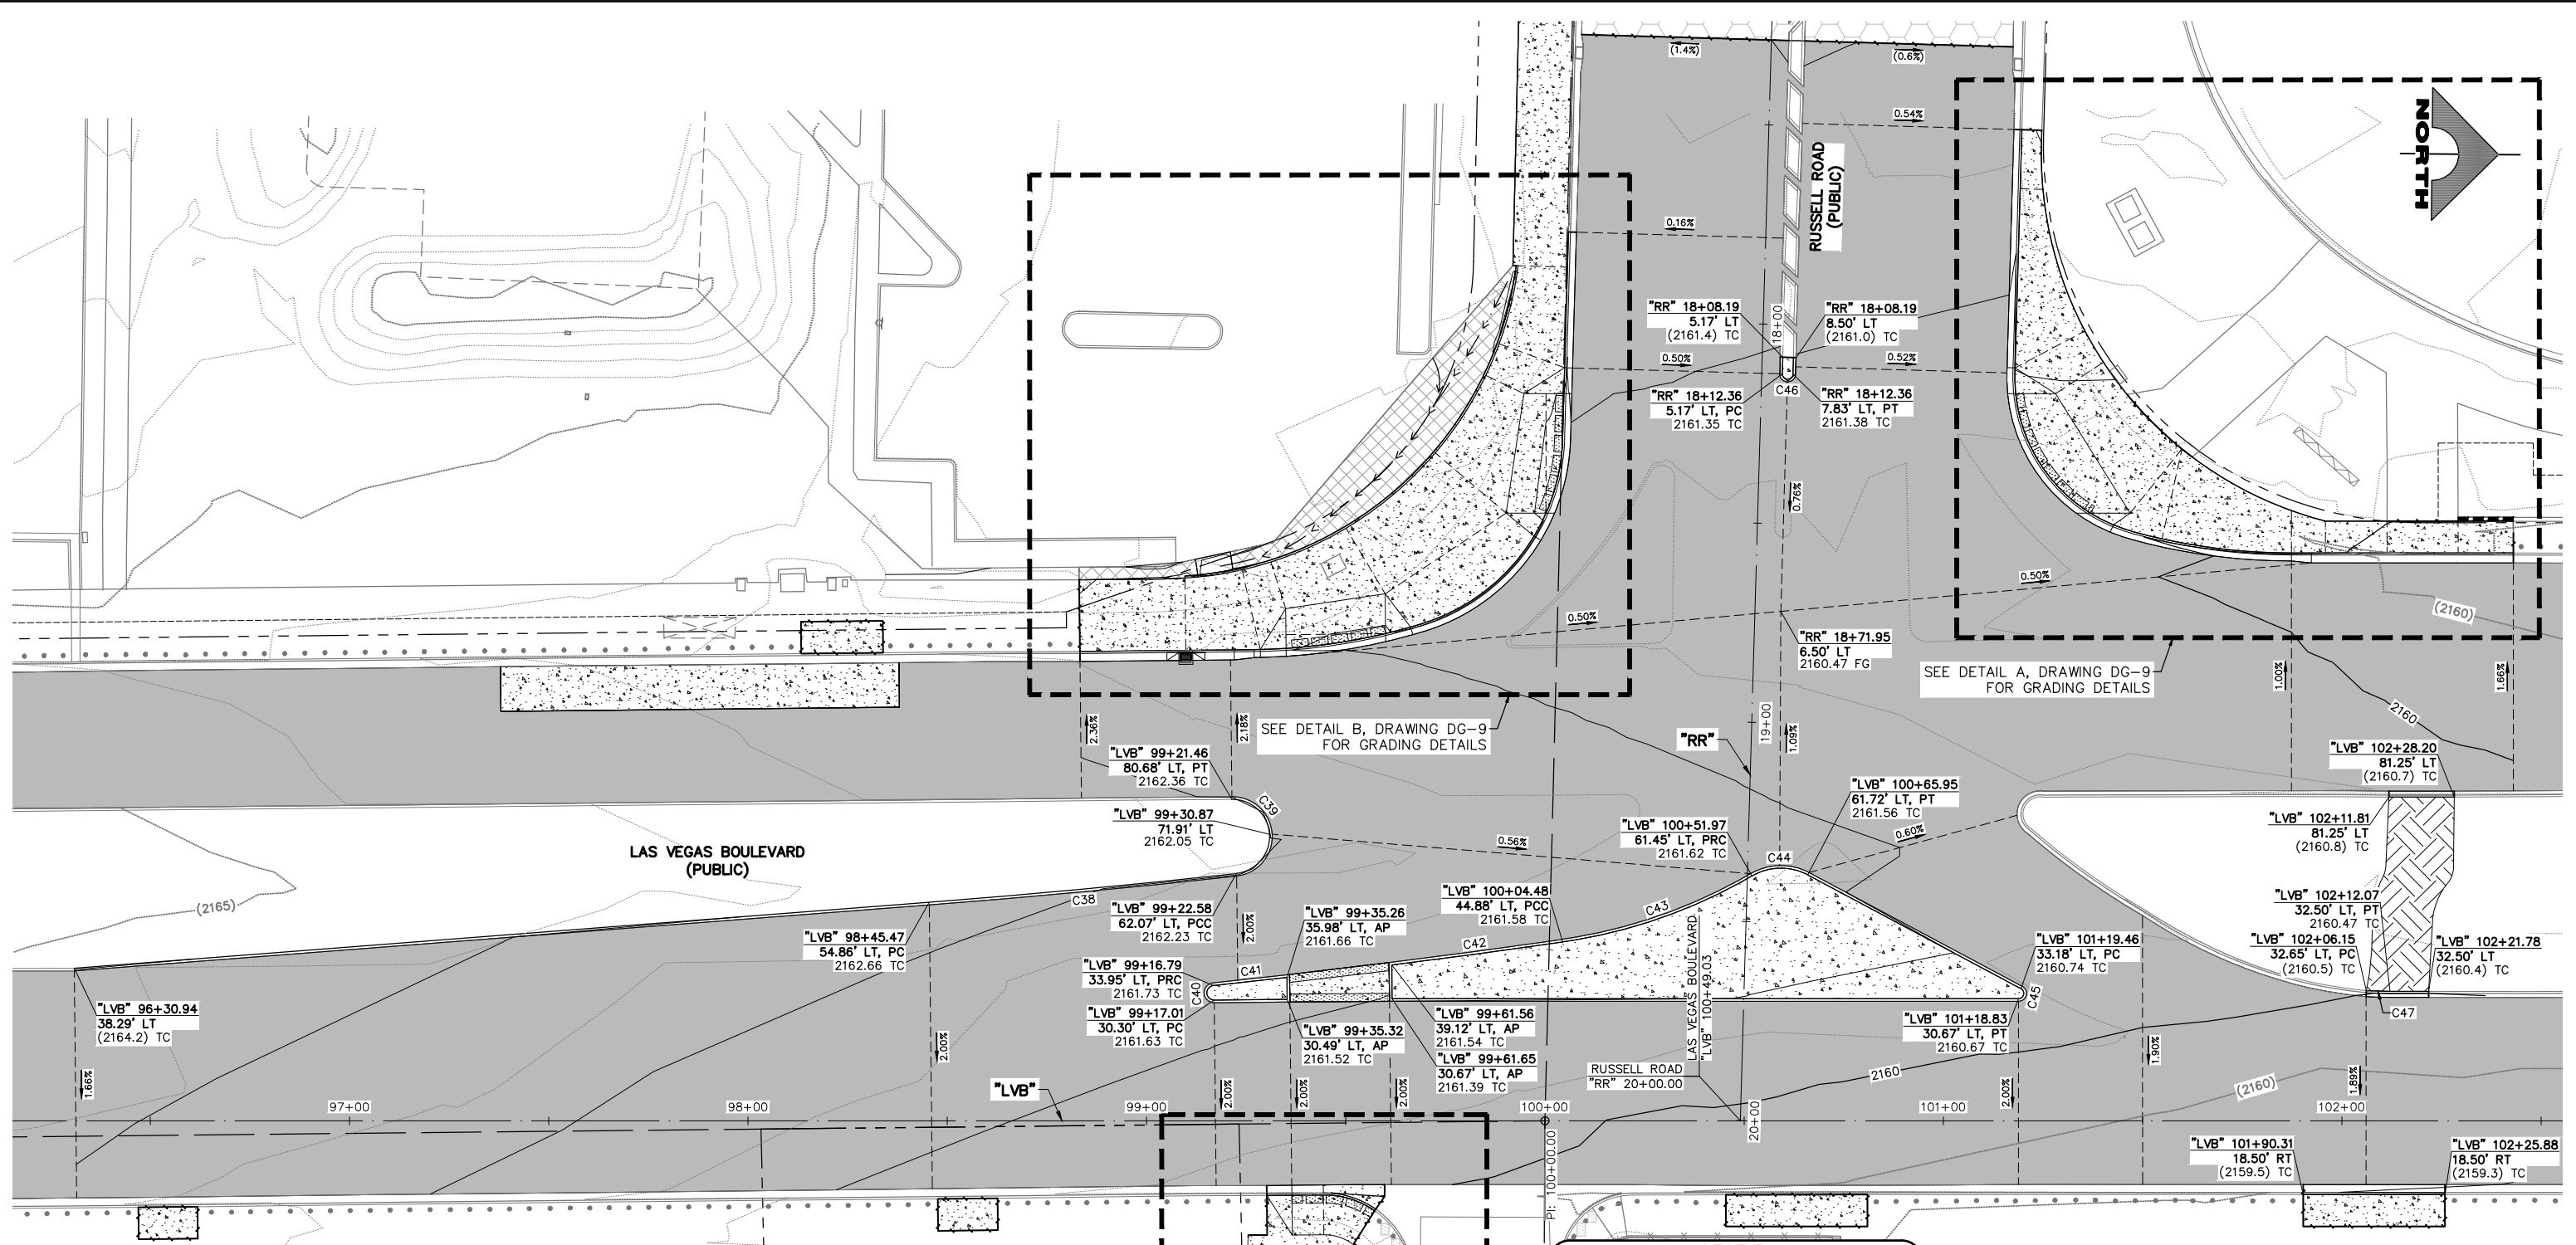 (1.4%)
(0.6%)
NORTH
0.54%
RUSSELL ROAD
(PUBLIC)
0.16%
"RR" 18+08.19
5.17' LT
(2161.4) TC
18+00
"RR" 18+08.19
8.50' LT
(2161.0) TC
0.50%
0.52%
C46
"RR" 18+12.36
5.17' LT, PC
2161.35 TC
"RR" 18+12.36
7.83' LT, PT
2161.38 TC
0.76%
0.50%
0.50%
(2160)
"RR" 18+71.95
6.50' LT
2160.47 FG
SEE DETAIL A, DRAWING DG-9
FOR GRADING DETAILS
1.00%
1.66%
2160
2.36%
2.18%
SEE DETAIL B, DRAWING DG-9
FOR GRADING DETAILS
"RR"
19+00
1.09%
"LVB" 99+21.46
80.68' LT, PT
2162.36 TC
"LVB" 102+28.20
81.25' LT
(2160.7) TC
"LVB" 100+65.95
61.72' LT, PT
2161.56 TC
C39
"LVB" 99+30.87
71.91' LT
2162.05 TC
"LVB" 102+11.81
81.25' LT
(2160.8) TC
"LVB" 100+51.97
61.45' LT, PRC
2161.62 TC
0.60%
0.56%
LAS VEGAS BOULEVARD
(PUBLIC)
C44
(2165)
C38
"LVB" 99+22.58
62.07' LT, PCC
2162.23 TC
"LVB" 100+04.48
44.88' LT, PCC
2161.58 TC
C43
"LVB" 102+12.07
32.50' LT, PT
2160.47 TC
"LVB" 98+45.47
54.86' LT, PC
2162.66 TC
2.00%
"LVB" 99+35.26
35.98' LT, AP
2161.66 TC
C42
LAS VEGAS BOULEVARD
"LVB" 100+49.03
"LVB" 101+19.46
33.18' LT, PC
2160.74 TC
"LVB" 102+06.15
32.65' LT, PC
(2160.5) TC
"LVB" 102+21.78
32.50' LT
(2160.4) TC
"LVB" 99+16.79
33.95' LT, PRC
2161.73 TC
C41
C40
C45
"LVB" 96+30.94
38.29' LT
(2164.2) TC
"LVB" 99+17.01
30.30' LT, PC
2161.63 TC
"LVB" 99+35.32
30.49' LT, AP
2161.52 TC
"LVB" 99+61.56
39.12' LT, AP
2161.54 TC
"LVB" 99+61.65
30.67' LT, AP
2161.39 TC
"LVB" 101+18.83
30.67' LT, PT
2160.67 TC
C47
2.00%
1.90%
RUSSELL ROAD
"RR" 20+00.00
2160
(2160)
1.66%
"LVB"
2.00%
2.00%
2.00%
2.00%
1.89%
97+00
98+00
99+00
100+00
101+00
102+00
20+00
PI: 100+00.00
"LVB" 101+90.31
18.50' RT
(2159.5) TC
"LVB" 102+25.88
18.50' RT
(2159.3) TC